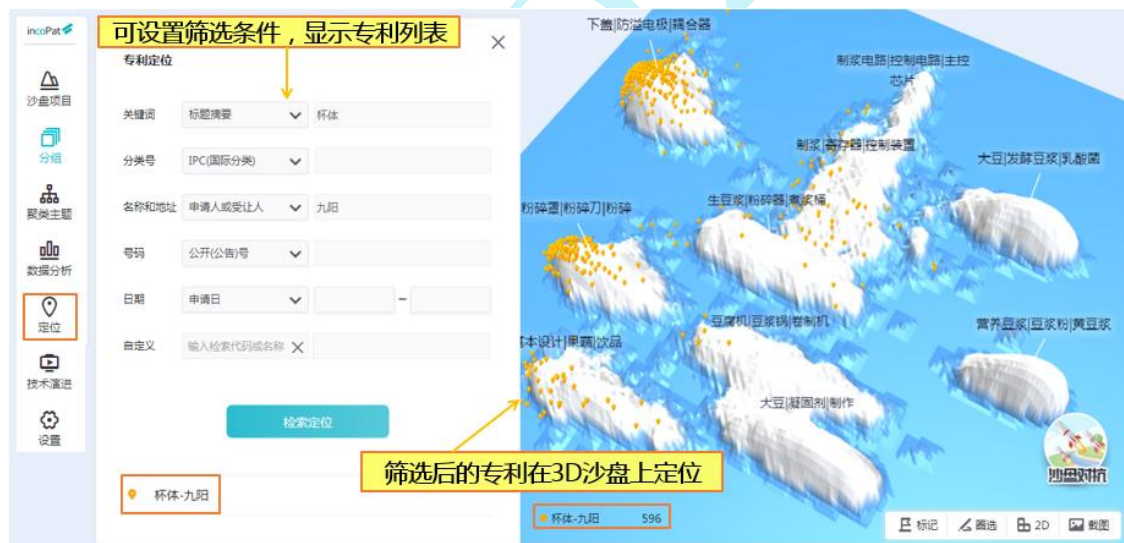 incoPat
沙盘项目
分组
聚类主题
数据分析
定位
技术演进
设置
可设置筛选条件，显示专利列表
专利定位
关键词 标题摘要 杯体
分类号 IPC(国际分类)
名称和地址 申请人或受让人 九阳
号码 公开(公告)号
日期 申请日 -
自定义 输入检索代码或名称
检索定位
杯体-九阳
下盖|防溢电极|耦合器
制浆电路|控制电路|主控
芯片
制浆|寄存器|控制装置
大豆|发酵豆浆|乳酸菌
生豆浆|粉碎器|煮浆桶
粉碎罩|粉碎刀|粉碎
豆腐机|豆浆锅|卷制机
营养豆浆|豆浆粉|黄豆浆
本设计|果蔬|饮品
大豆|凝固剂|制作
筛选后的专利在3D沙盘上定位
沙盘对抗
杯体-九阳 596
标记 圈选 2D 截图